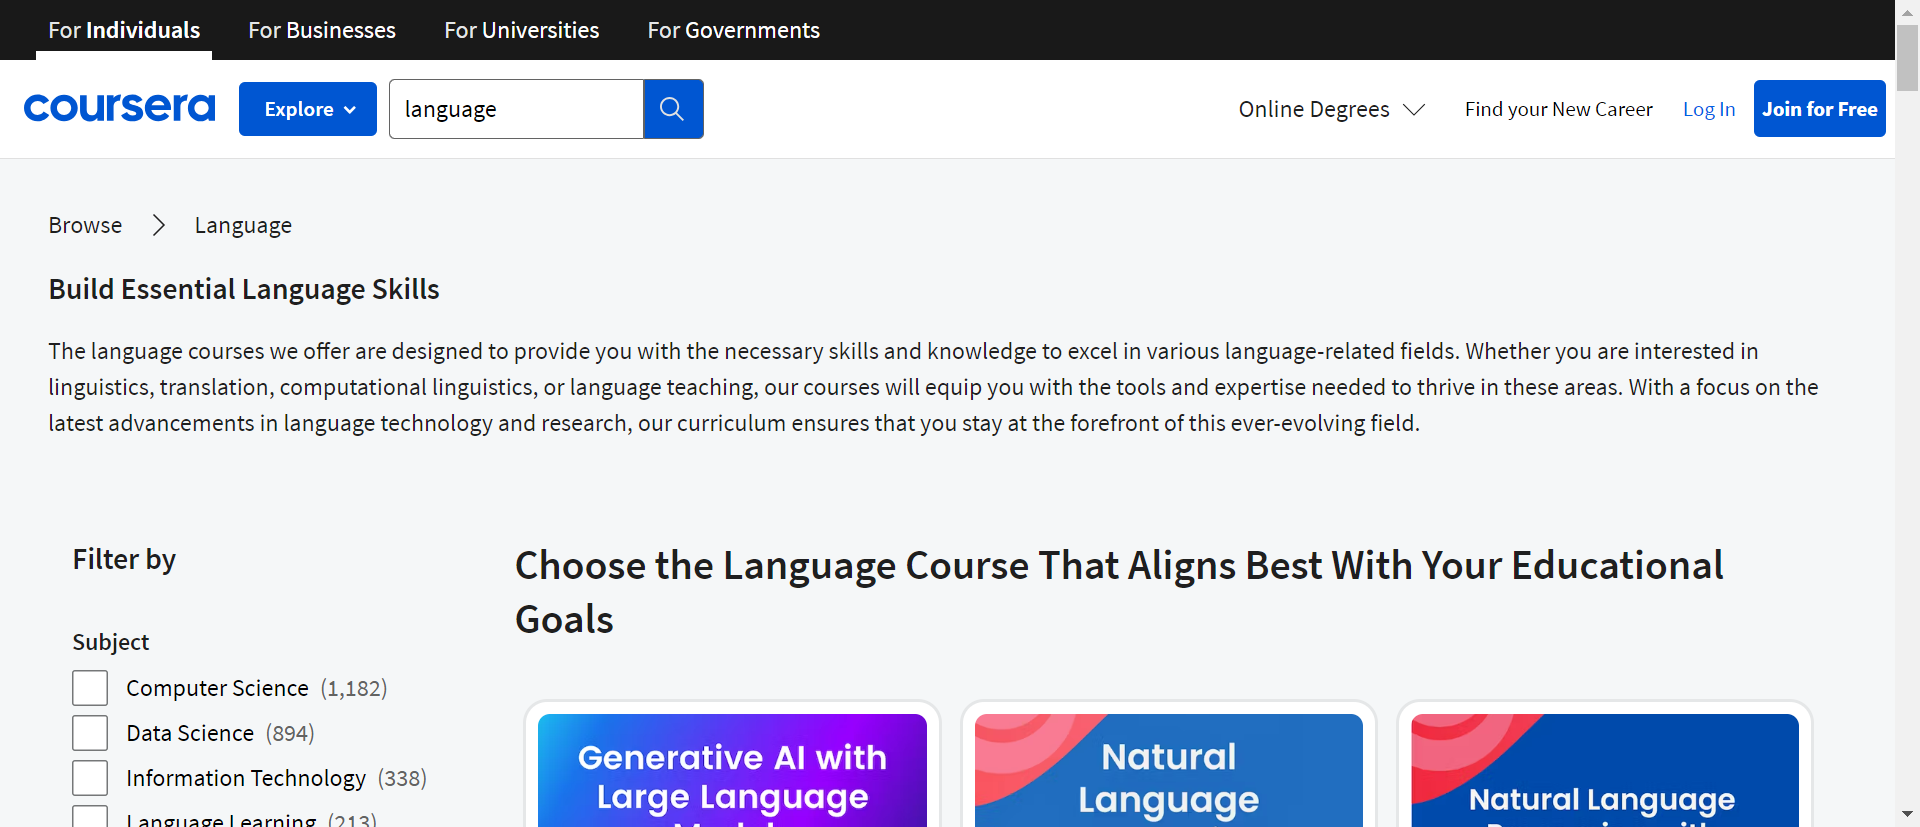 For Individuals
For Businesses
For Universities
For Governments
coursera
Explore
language
Online Degrees
Find your New Career
Log In
Join for Free
Browse
Language
Build Essential Language Skills
The language courses we offer are designed to provide you with the necessary skills and knowledge to excel in various language-related fields. Whether you are interested in
linguistics, translation, computational linguistics, or language teaching, our courses will equip you with the tools and expertise needed to thrive in these areas. With a focus on the
latest advancements in language technology and research, our curriculum ensures that you stay at the forefront of this ever-evolving field.
Filter by
Subject
Computer Science (1,182)
Data Science (894)
Information Technology (338)
Language Learning (213)
Choose the Language Course That Aligns Best With Your Educational
Goals
Generative AI with
Large Language
Natural
Language
Natural Language